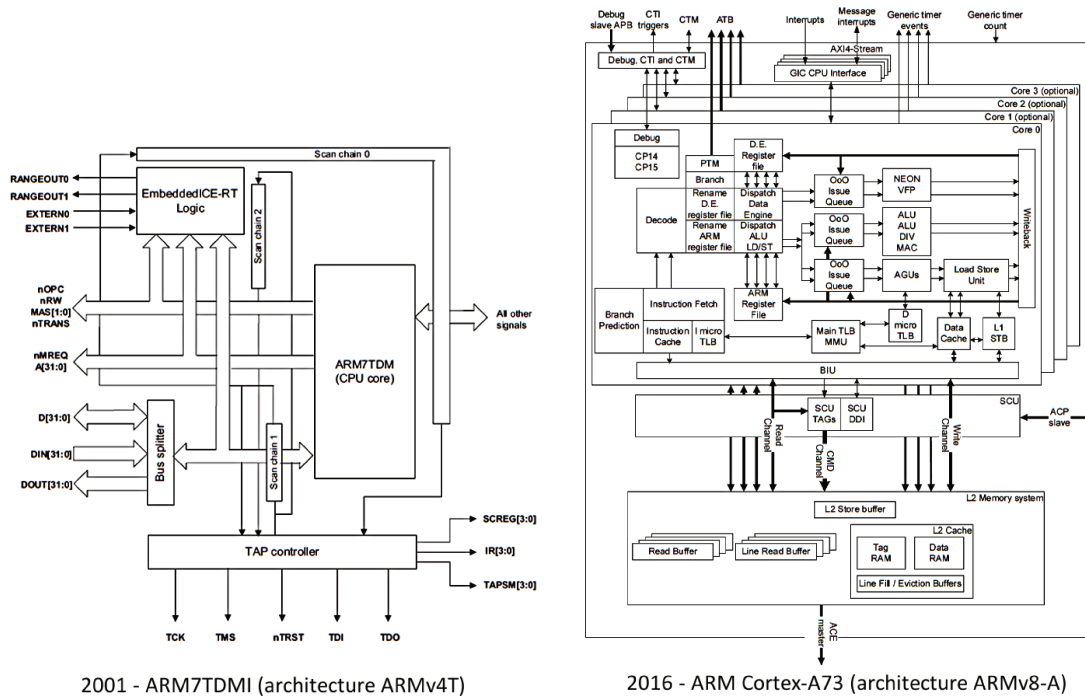 Scan chain 0
RANGEOUT0
RANGEOUT1
EXTERN0
EXTERN1
EmbeddedICE-RT
Logic
Scan chain 2
nOPC
nRW
MAS[1:0]
nTRANS
nMREQ
A[31:0]
ARM7TDM
(CPU core)
All other
signals
D[31:0]
DIN[31:0]
DOUT[31:0]
Bus splitter
Scan chain 1
TAP controller
SCREG[3:0]
IR[3:0]
TAPSM[3:0]
TCK
TMS
nTRST
TDI
TDO
2001 - ARM7TDMI (architecture ARMv4T)
Debug
slave APB
CTI
triggers
CTM
ATB
Interrupts
Message
interrupts
Generic timer
events
Generic timer
count
AXI4-Stream
Debug, CTI and CTM
GIC CPU Interface
Core 3 (optional)
Core 2 (optional)
Core 1 (optional)
Core 0
Debug
CP14
CP15
PTM
D.E.
Register
file
Branch
Decode
Rename
D.E.
register file
Dispatch
Data
Engine
Rename
ARM
register file
Dispatch
ALU
LD/ST
OoO
Issue
Queue
NEON
VFP
OoO
Issue
Queue
ALU
ALU
DIV
MAC
OoO
Issue
Queue
AGUs
Load Store
Unit
Writeback
Branch
Prediction
Instruction Fetch
Instruction
Cache
I micro
TLB
ARM
Register
File
Main TLB
MMU
D
micro
TLB
Data
Cache
L1
STB
BIU
SCU
SCU
TAGs
SCU
DDI
ACP
slave
Read
Channel
CMD
Channel
Write
Channel
L2 Memory system
L2 Store buffer
Read Buffer
Line Read Buffer
L2 Cache
Tag
RAM
Data
RAM
Line Fill / Eviction Buffers
ACE
master
2016 - ARM Cortex-A73 (architecture ARMv8-A)